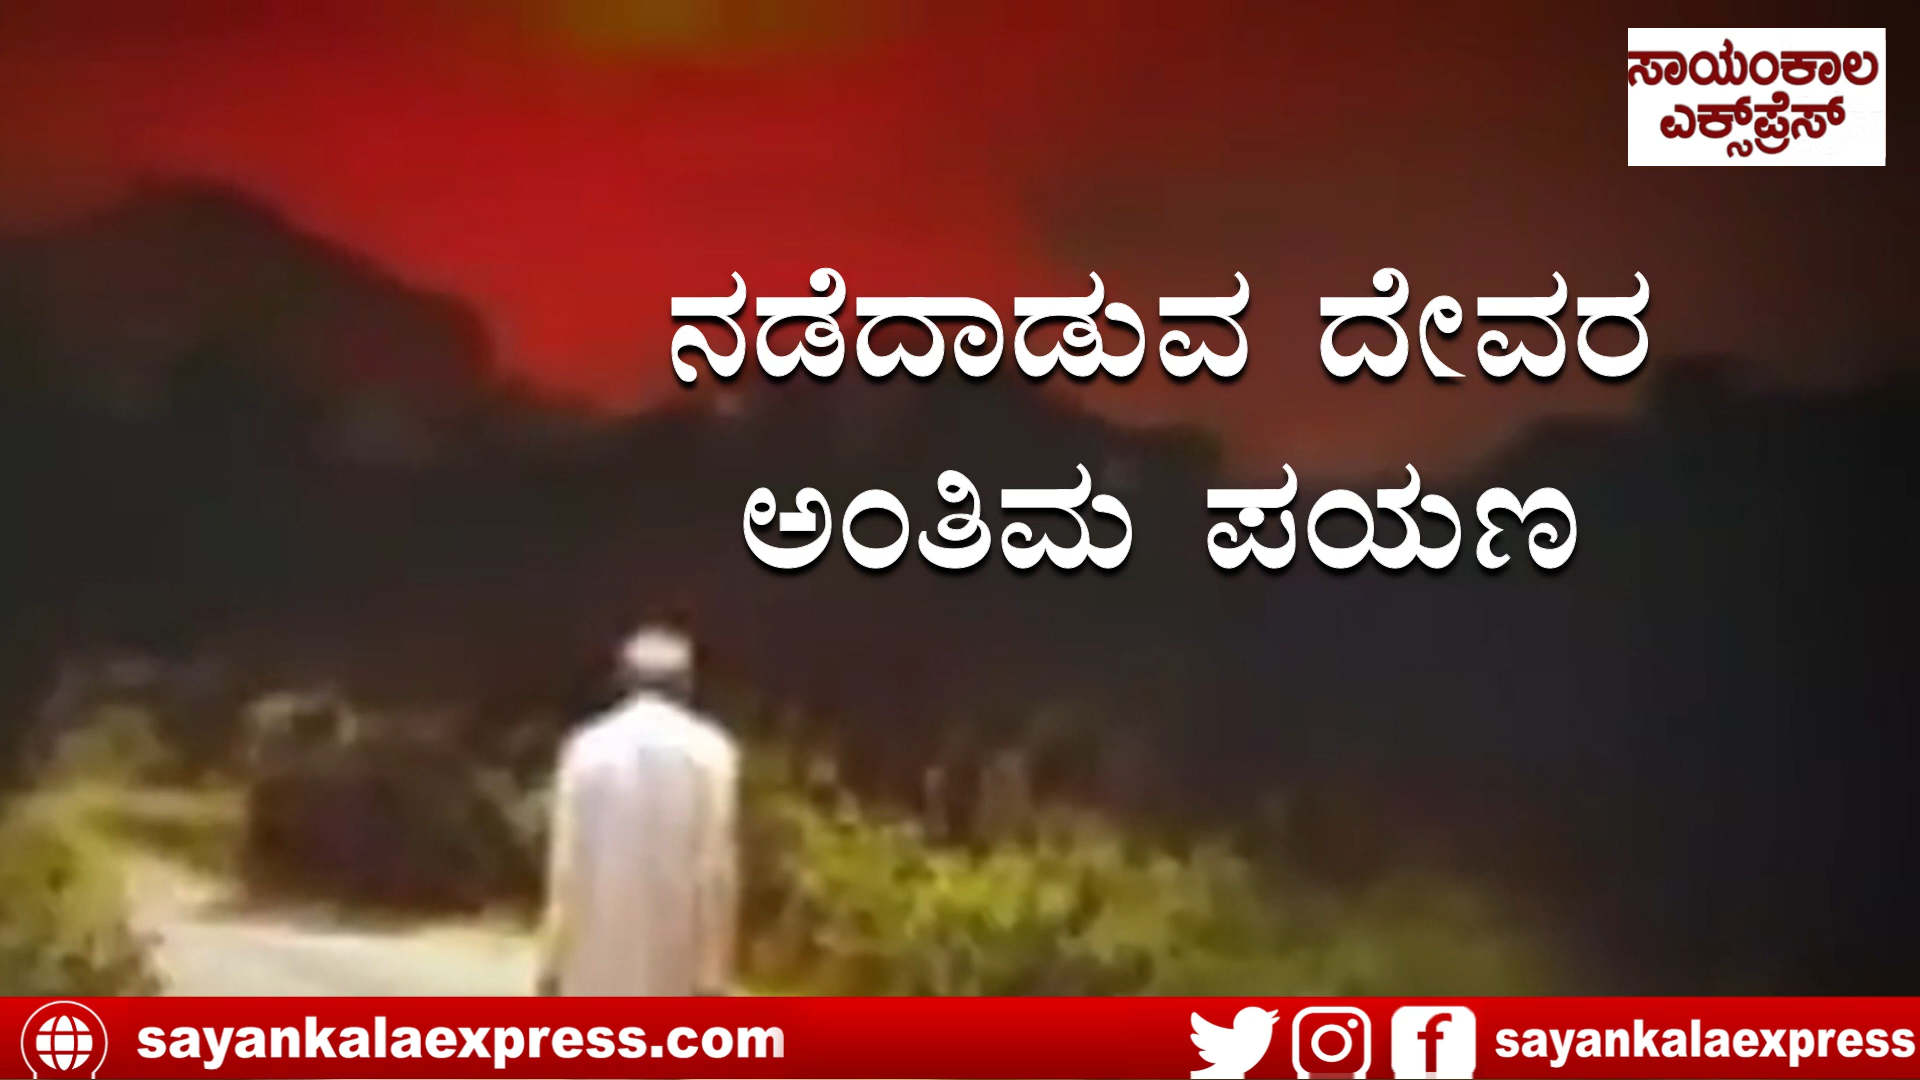 ಸಾಯಂಕಾಲ
ಎಕ್ಸ್‌ಪ್ರೆಸ್
ನಡೆದಾಡುವ ದೇವರ
ಅಂತಿಮ ಪಯಣ
sayankalaexpress.com
sayankalaexpress